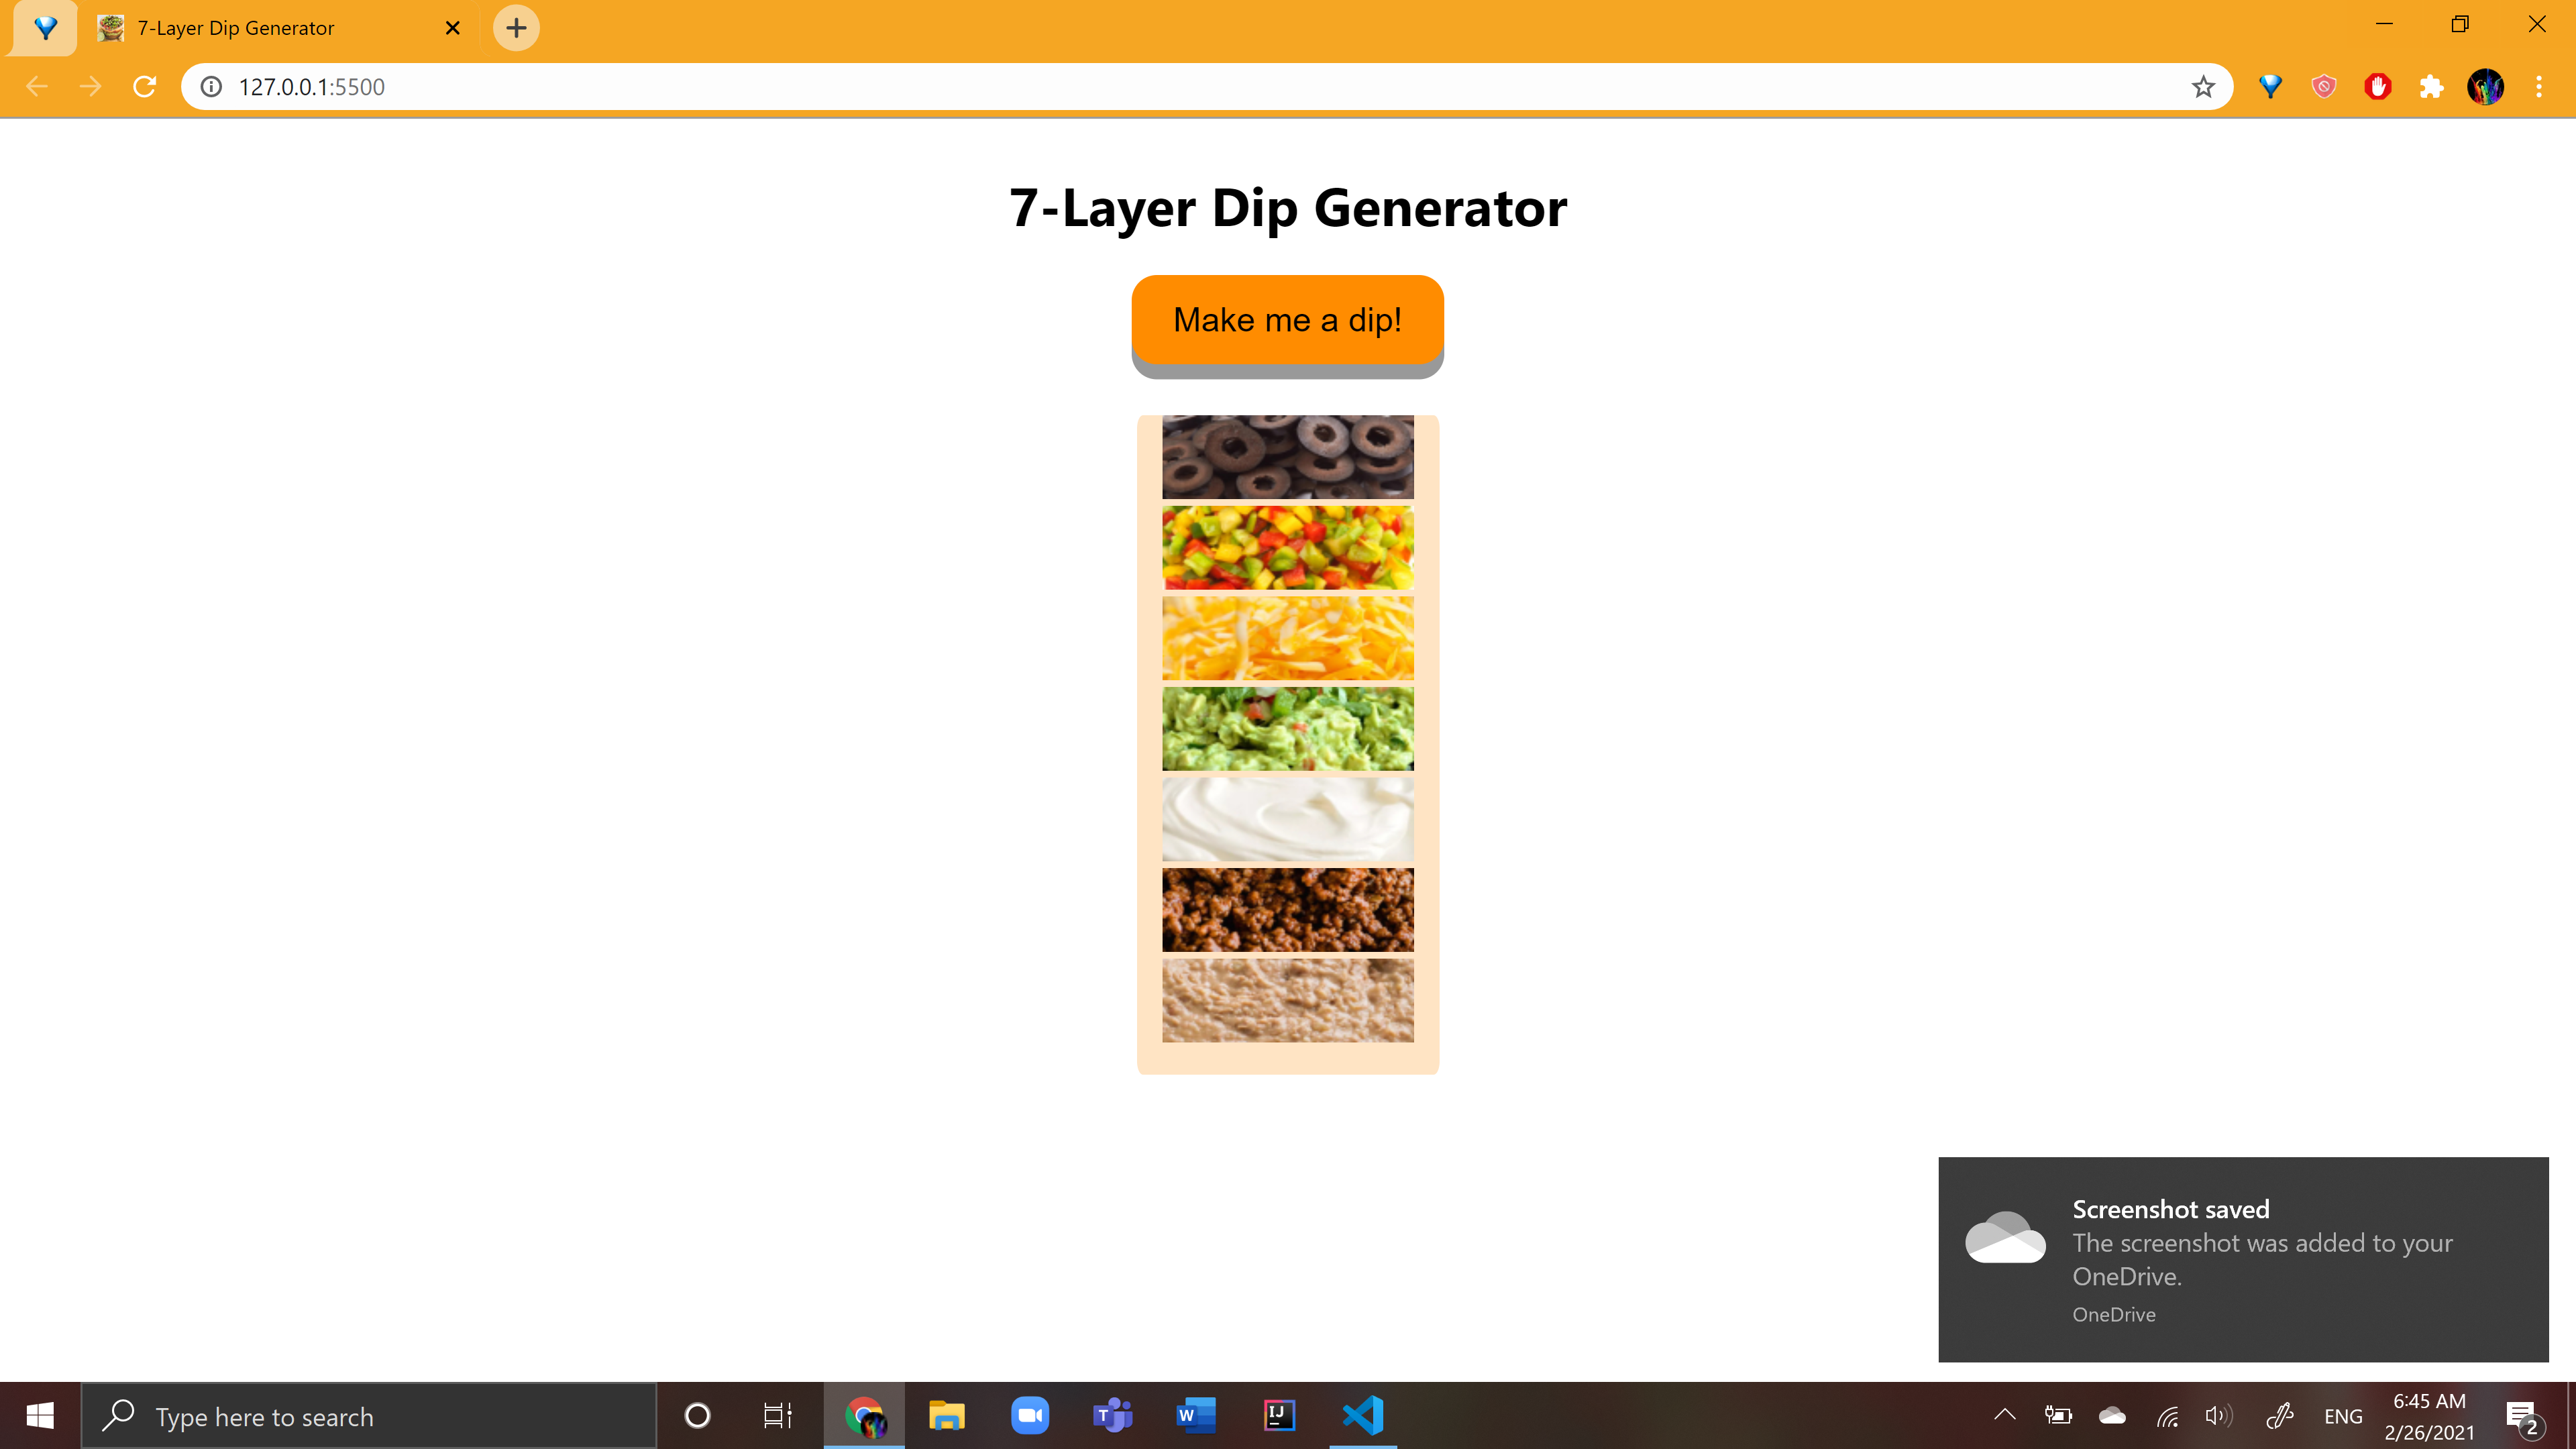 7-Layer Dip Generator
127.0.0.1:5500
7-Layer Dip Generator
Make me a dip!
Screenshot saved
The screenshot was added to your
OneDrive.
OneDrive
Type here to search
T
W
IJ
ENG
6:45 AM
2/26/2021
2